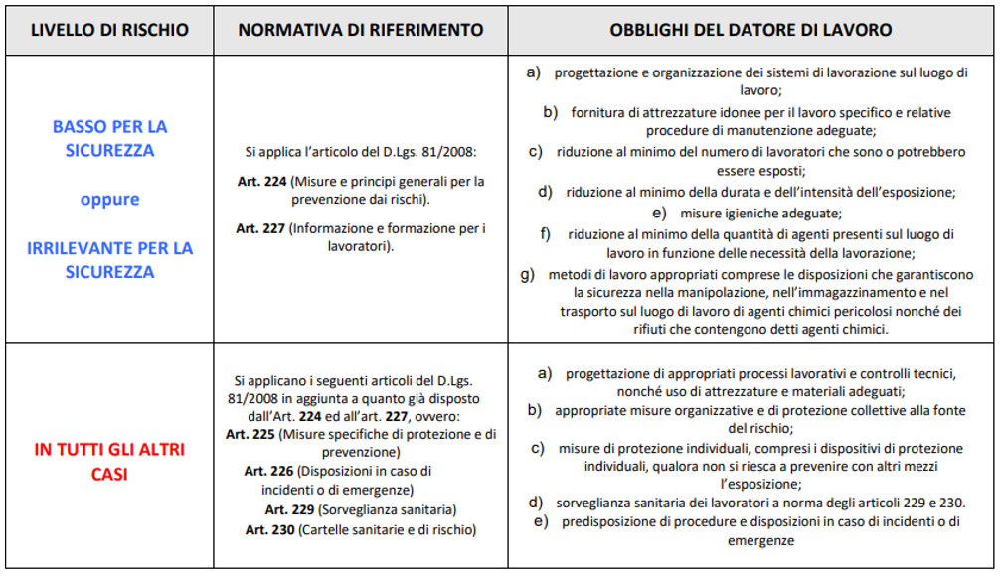 LIVELLO DI RISCHIO
NORMATIVA DI RIFERIMENTO
OBBLIGHI DEL DATORE DI LAVORO
BASSO PER LA
SICUREZZA
oppure
IRRILEVANTE PER LA
SICUREZZA
Si applica l'articolo del D.Lgs. 81/2008:
Art. 224 (Misure e principi generali per la
prevenzione dai rischi).
Art. 227 (Informazione e formazione per i
lavoratori).
a) progettazione e organizzazione dei sistemi di lavorazione sul luogo di
lavoro;
b) fornitura di attrezzature idonee per il lavoro specifico e relative
procedure di manutenzione adeguate;
c) riduzione al minimo del numero di lavoratori che sono o potrebbero
essere esposti;
d) riduzione al minimo della durata e dell'intensità dell'esposizione;
e) misure igieniche adeguate;
f) riduzione al minimo della quantità di agenti presenti sul luogo di
lavoro in funzione delle necessità della lavorazione;
g) metodi di lavoro appropriati comprese le disposizioni che garantiscono
la sicurezza nella manipolazione, nell'immagazzinamento e nel
trasporto sul luogo di lavoro di agenti chimici pericolosi nonché dei
rifiuti che contengono detti agenti chimici.
IN TUTTI GLI ALTRI
CASI
Si applicano i seguenti articoli del D.Lgs.
81/2008 in aggiunta a quanto già disposto
dall'Art. 224 ed all'art. 227, ovvero:
Art. 225 (Misure specifiche di protezione e di
prevenzione)
Art. 226 (Disposizioni in caso di
incidenti o di emergenze)
Art. 229 (Sorveglianza sanitaria)
Art. 230 (Cartelle sanitarie e di rischio)
a) progettazione di appropriati processi lavorativi e controlli tecnici,
nonché uso di attrezzature e materiali adeguati;
b) appropriate misure organizzative e di protezione collettive alla fonte
del rischio;
c) misure di protezione individuali, compresi i dispositivi di protezione
individuali, qualora non si riesca a prevenire con altri mezzi
l'esposizione;
d) sorveglianza sanitaria dei lavoratori a norma degli articoli 229 e 230.
e) predisposizione di procedure e disposizioni in caso di incidenti o di
emergenze